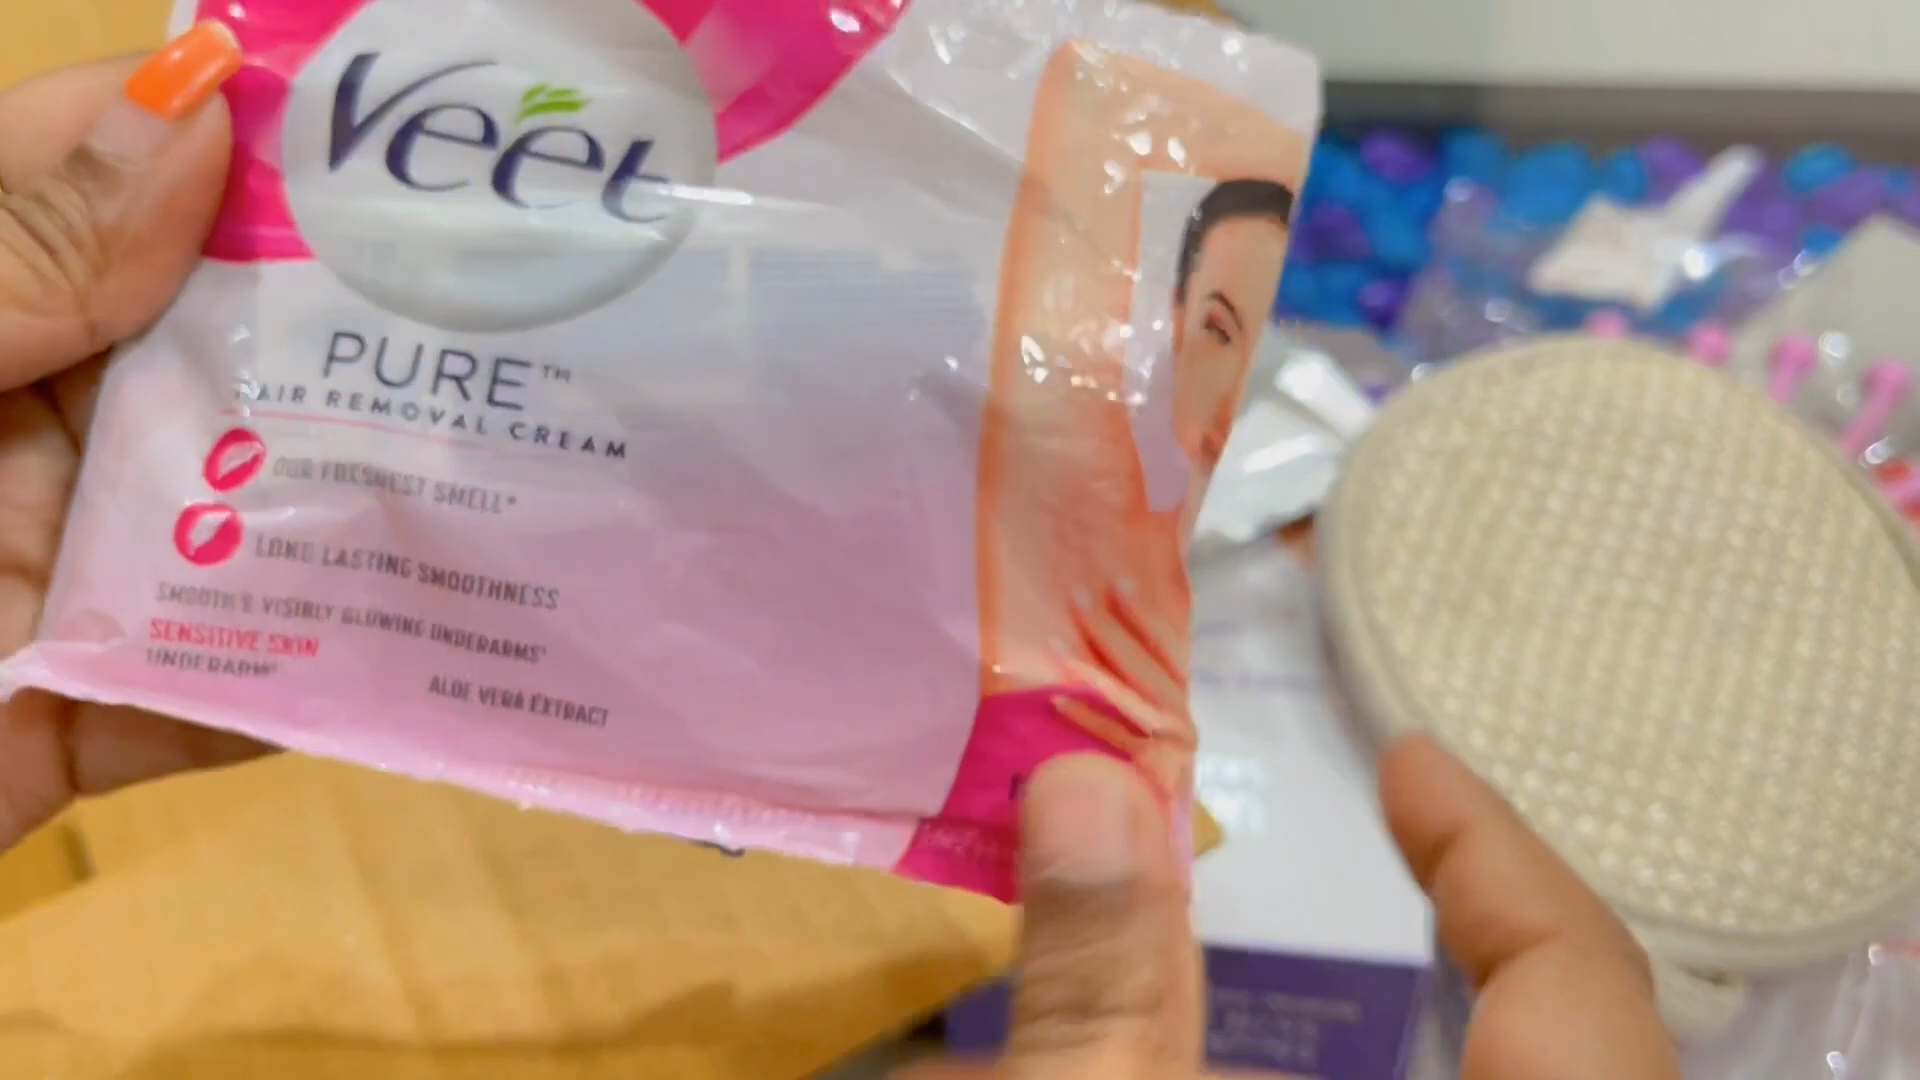 Veet
PURE™
HAIR REMOVAL CREAM
OUR FRESHEST SMELL*
LONG LASTING SMOOTHNESS
SMOOTH & VISIBLY GLOWING UNDERARMS*
SENSITIVE SKIN
UNDERARM*
ALOE VERA EXTRACT